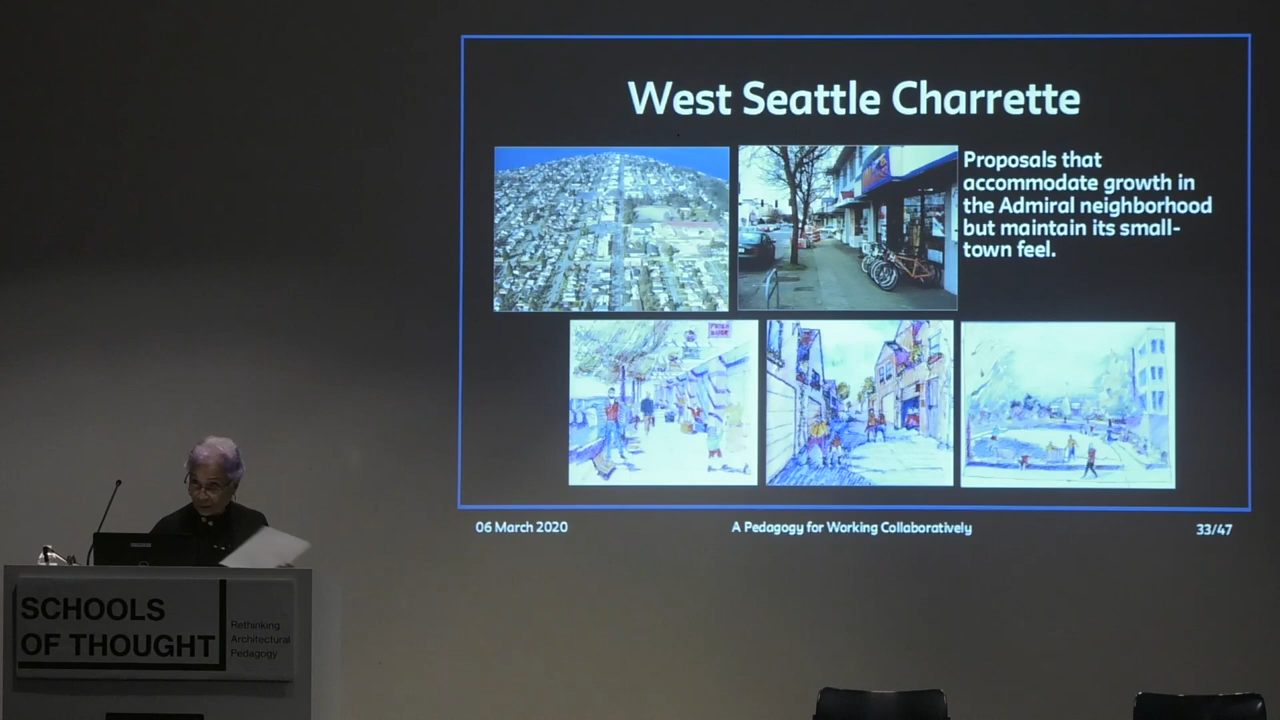 West Seattle Charrette
Proposals that
accommodate growth in
the Admiral neighborhood
but maintain its small-
town feel.
06 March 2020
A Pedagogy for Working Collaboratively
33/47
SCHOOLS
OF THOUGHT
Rethinking
Architectural
Pedagogy